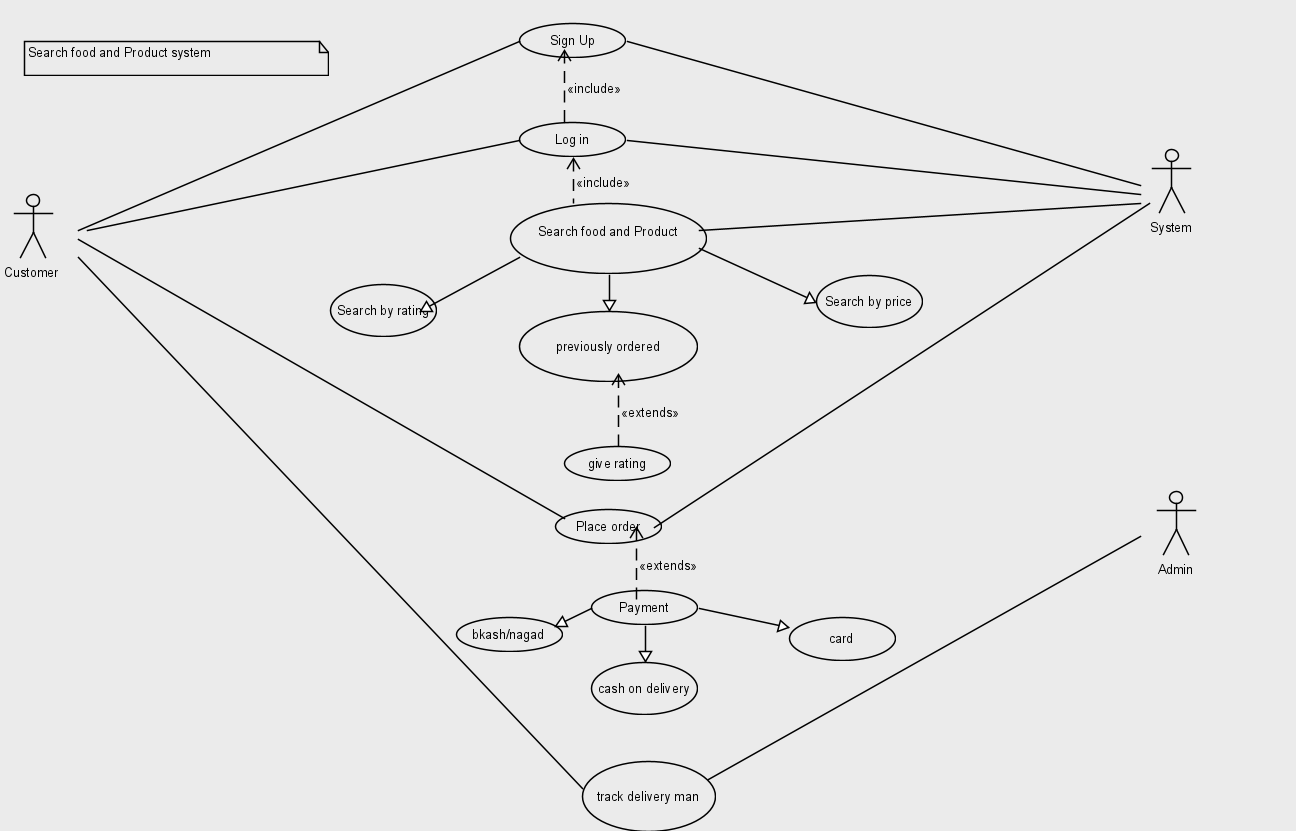 Sign Up
Search food and Product system
«include»
Log in
«include»
System
Search food and Product
Customer
Search by rating
Search by price
previously ordered
«extends»
give rating
Place order
«extends»
Admin
Payment
bkash/nagad
card
cash on delivery
track delivery man